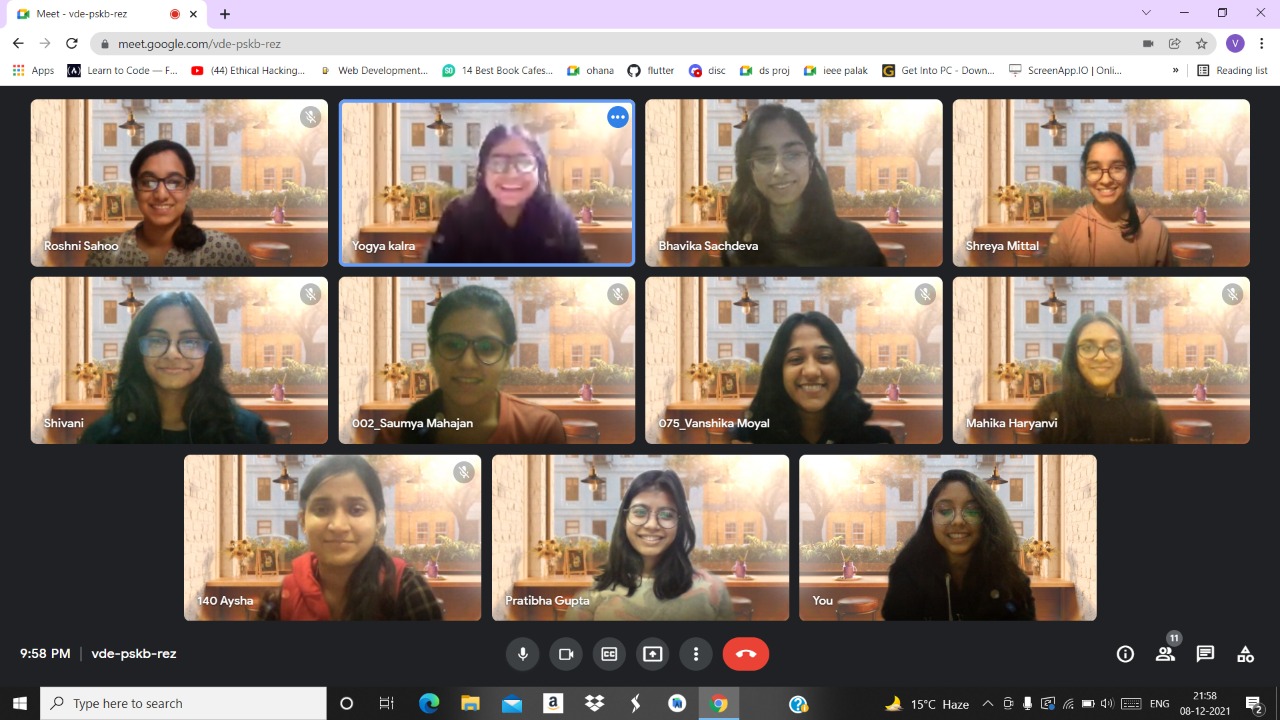 Meet - vde-pskb-rez
meet.google.com/vde-pskb-rez
V
Apps
Learn to Code — F...
(44) Ethical Hacking...
Web Development...
14 Best Boho Cafes...
ohana
flutter
disc
ds proj
ieee palak
Get Into PC - Down...
ScreenApp.IO | Onli...
»
Reading list
Roshni Sahoo
Yogya kalra
Bhavika Sachdeva
Shreya Mittal
Shivani
002_Saumya Mahajan
075_Vanshika Moyal
Mahika Haryanvi
140 Aysha
Pratibha Gupta
You
9:58 PM | vde-pskb-rez
CC
11
Type here to search
a
15°C Haze
ENG
21:58
08-12-2021
2